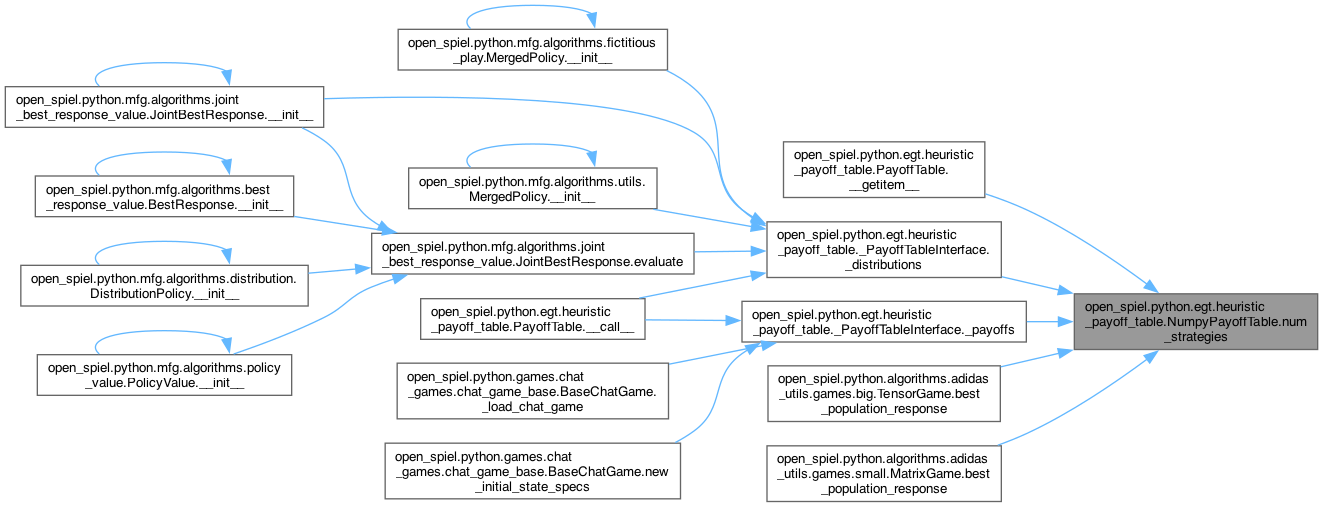 open_spiel.python.mfg.algorithms.fictitious
_play.MergedPolicy.__init__
open_spiel.python.mfg.algorithms.joint
_best_response_value.JointBestResponse.__init__
open_spiel.python.mfg.algorithms.best
_response_value.BestResponse.__init__
open_spiel.python.mfg.algorithms.distribution.
DistributionPolicy.__init__
open_spiel.python.mfg.algorithms.policy
_value.PolicyValue.__init__
open_spiel.python.mfg.algorithms.utils.
MergedPolicy.__init__
open_spiel.python.mfg.algorithms.joint
_best_response_value.JointBestResponse.evaluate
open_spiel.python.egt.heuristic
_payoff_table.PayoffTable.__call__
open_spiel.python.games.chat
_games.chat_game_base.BaseChatGame.
_load_chat_game
open_spiel.python.games.chat
_games.chat_game_base.BaseChatGame.new
_initial_state_specs
open_spiel.python.egt.heuristic
_payoff_table.PayoffTable.
__getitem__
open_spiel.python.egt.heuristic
_payoff_table._PayoffTableInterface.
_distributions
open_spiel.python.egt.heuristic
_payoff_table._PayoffTableInterface._payoffs
open_spiel.python.algorithms.adidas
_utils.games.big.TensorGame.best
_population_response
open_spiel.python.algorithms.adidas
_utils.games.small.MatrixGame.best
_population_response
open_spiel.python.egt.heuristic
_payoff_table.NumpyPayoffTable.num
_strategies